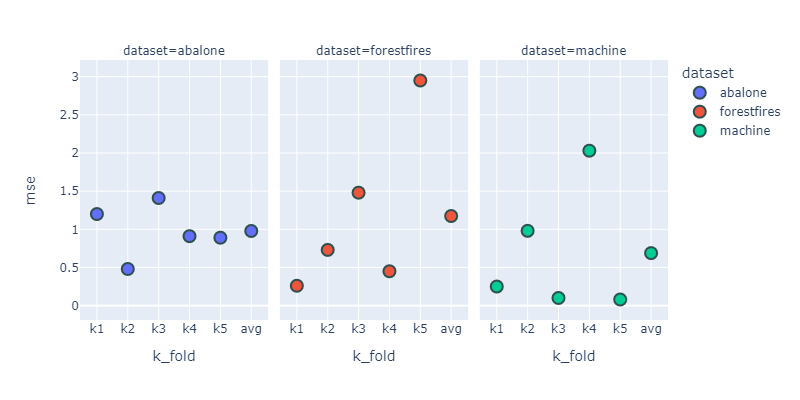 dataset=abalone dataset=forestfires dataset=machine
dataset
abalone
forestfires
machine
mse
3
2.5
2
1.5
1
0.5
0
k1 k2 k3 k4 k5 avg k1 k2 k3 k4 k5 avg k1 k2 k3 k4 k5 avg
k_fold k_fold k_fold